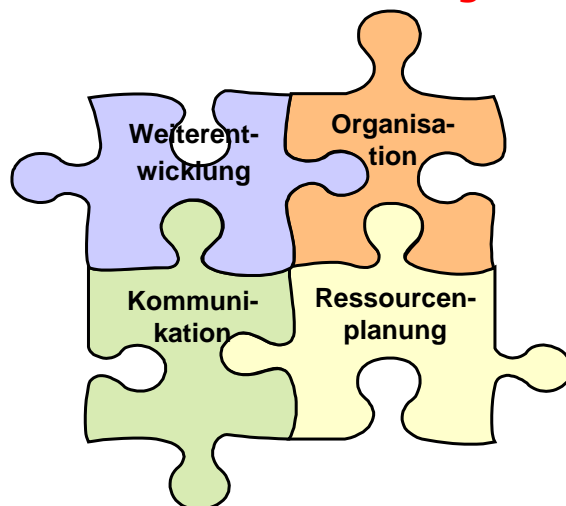 Weiterent-
wicklung
Organisa-
tion
Kommuni-
kation
Ressourcen-
planung